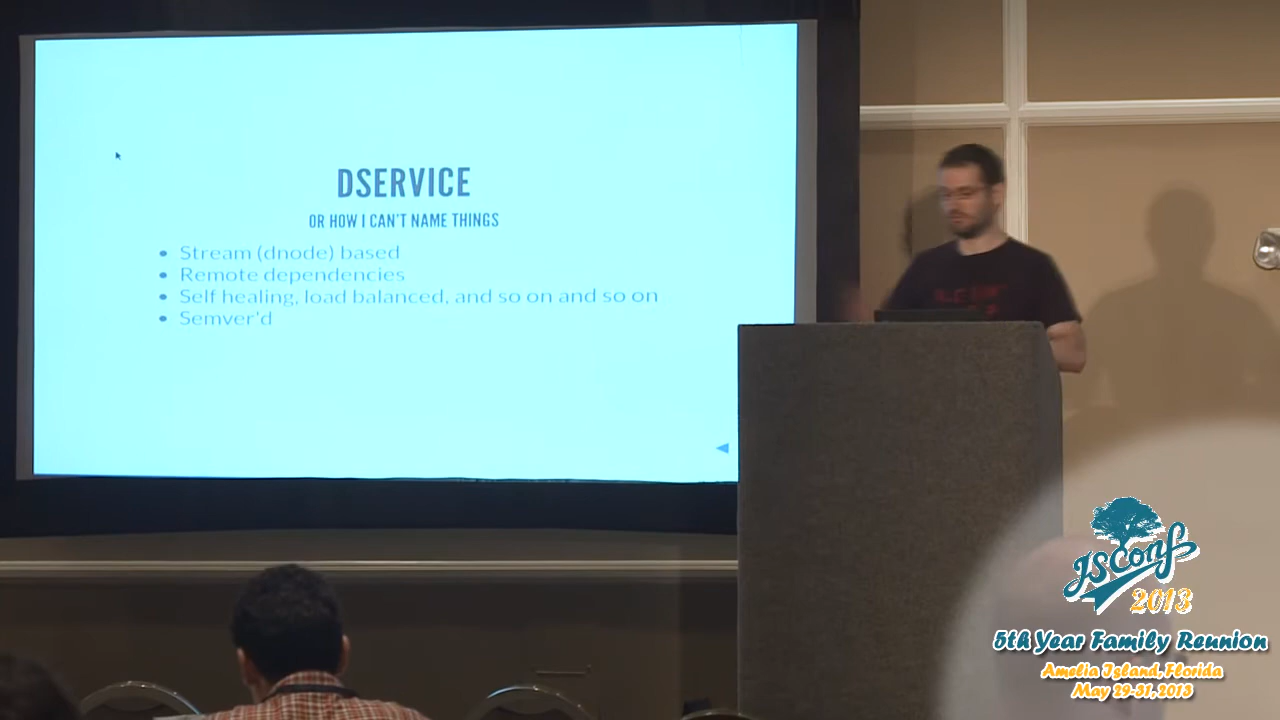 DSERVICE
OR HOW I CAN'T NAME THINGS
Stream (dnode) based
Remote dependencies
Self healing, load balanced, and so on and so on
Semver'd
JSConf
2013
5th Year Family Reunion
Amelia Island, Florida
May 29-31, 2013